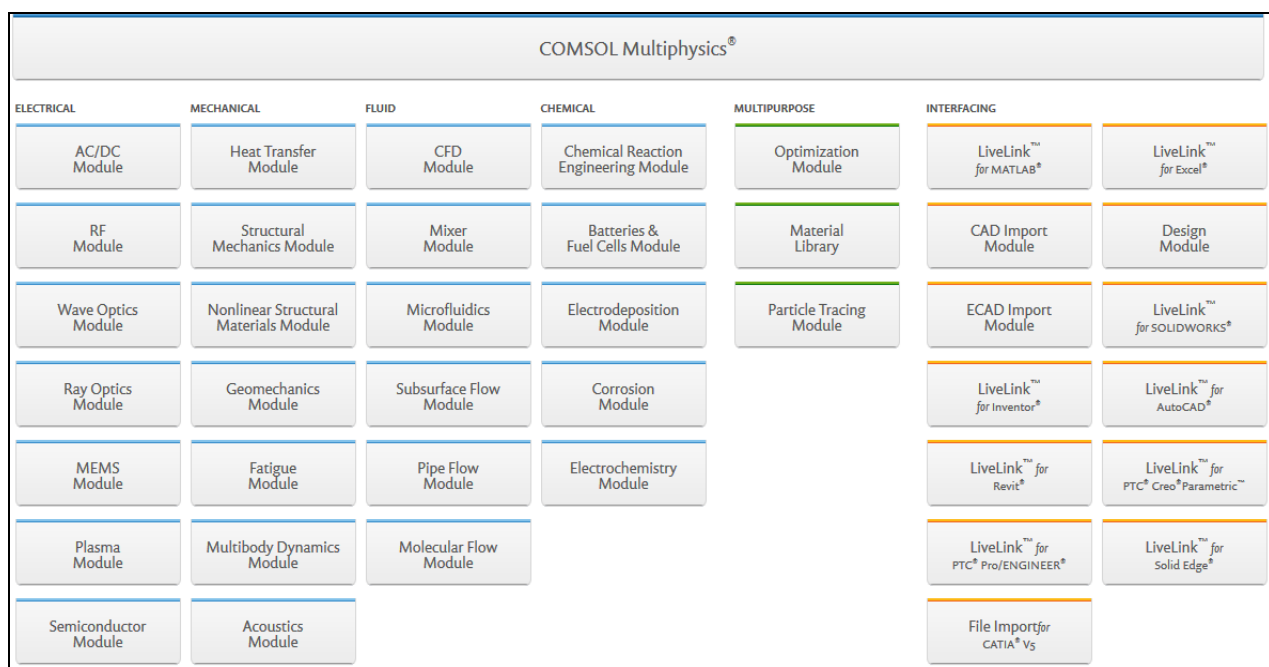 COMSOL Multiphysics®
ELECTRICAL
MECHANICAL
FLUID
CHEMICAL
MULTIPURPOSE
INTERFACING
AC/DC
Module
Heat Transfer
Module
CFD
Module
Chemical Reaction
Engineering Module
Optimization
Module
LiveLink™
for MATLAB®
LiveLink™
for Excel®
RF
Module
Structural
Mechanics Module
Mixer
Module
Batteries &
Fuel Cells Module
Material
Library
CAD Import
Module
Design
Module
Wave Optics
Module
Nonlinear Structural
Materials Module
Microfluidics
Module
Electrodeposition
Module
Particle Tracing
Module
ECAD Import
Module
LiveLink™
for SOLIDWORKS®
Ray Optics
Module
Geomechanics
Module
Subsurface Flow
Module
Corrosion
Module
LiveLink™
for Inventor®
LiveLink™ for
AutoCAD®
MEMS
Module
Fatigue
Module
Pipe Flow
Module
Electrochemistry
Module
LiveLink™ for
Revit®
LiveLink™ for
PTC® Creo® Parametric™
Plasma
Module
Multibody Dynamics
Module
Molecular Flow
Module
LiveLink™ for
PTC® Pro/ENGINEER®
LiveLink™ for
Solid Edge®
Semiconductor
Module
Acoustics
Module
File Import for
CATIA® V5